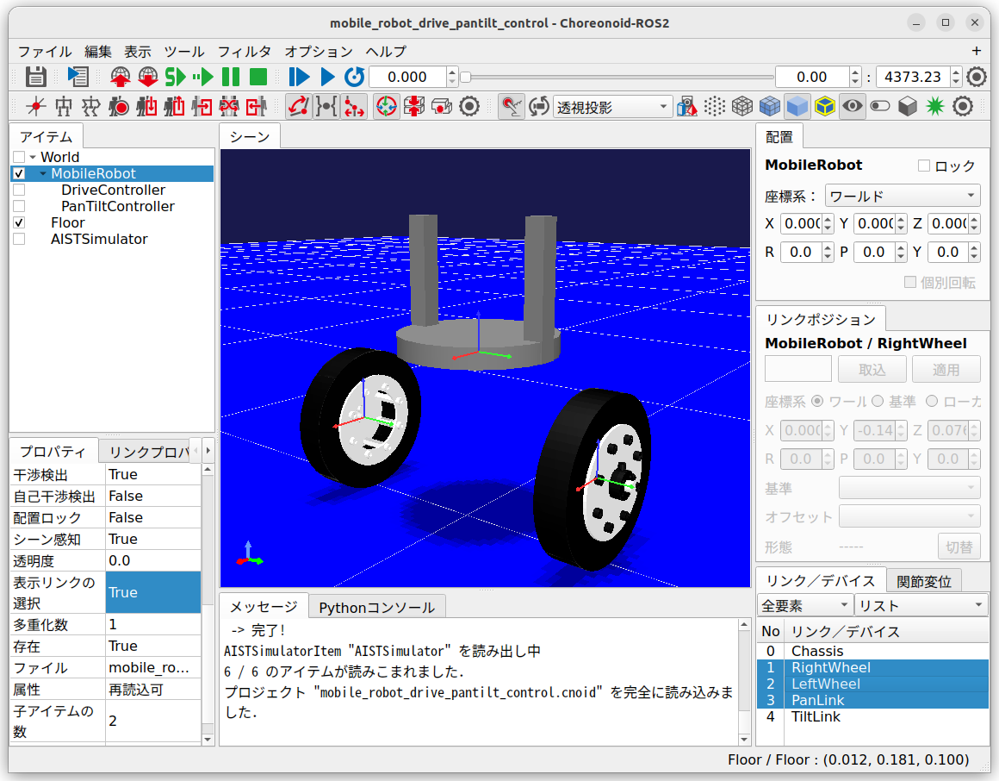 mobile_robot_drive_pantilt_control - Choreonoid-ROS2
ファイル 編集 表示 ツール フィルタ オプション ヘルプ
0.000 0.00 : 4373.23
透視投影
アイテム
World
MobileRobot
DriveController
PanTiltController
Floor
AISTSimulator
プロパティ リンクプロパ
干渉検出 True
自己干渉検出 False
配置ロック False
シーン感知 True
透明度 0.0
表示リンクの
選択 True
多重化数 1
存在 True
ファイル mobile_ro...
属性 再読込可
子アイテムの
数 2
シーン
メッセージ Pythonコンソール
-> 完了!
AISTSimulatorItem "AISTSimulator" を読み出し中
6 / 6 のアイテムが読みこまれました.
プロジェクト "mobile_robot_drive_pantilt_control.cnoid" を完全に読み込みま
した.
配置
MobileRobot ロック
座標系： ワールド
X 0.000 Y 0.000 Z 0.000
R 0.0 P 0.0 Y 0.0
個別回転
リンクポジション
MobileRobot / RightWheel
取込 適用
座標系 ワール 基準 ローカ
X 0.000 Y -0.14 Z 0.076
R 0.0 P 0.0 Y 0.0
基準
オフセット
形態 ----- 切替
リンク／デバイス 関節変位
全要素 リスト
No リンク／デバイス
0 Chassis
1 RightWheel
2 LeftWheel
3 PanLink
4 TiltLink
Floor / Floor : (0.012, 0.181, 0.100)